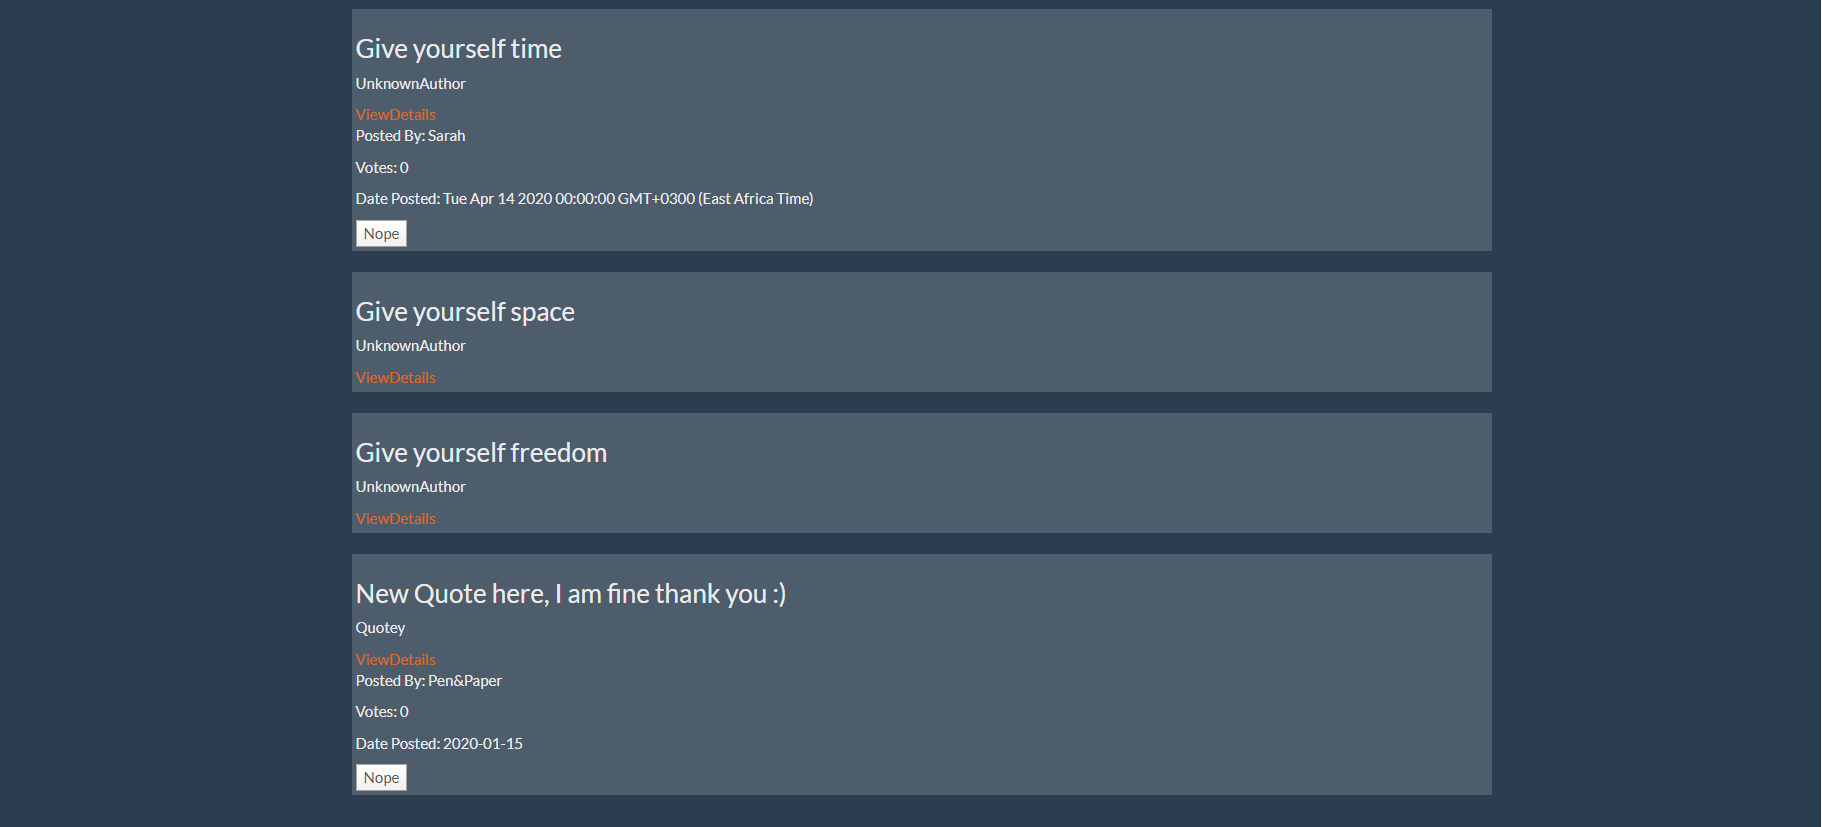 Give yourself time
UnknownAuthor
ViewDetails
Posted By: Sarah
Votes: 0
Date Posted: Tue Apr 14 2020 00:00:00 GMT+0300 (East Africa Time)
Nope
Give yourself space
UnknownAuthor
ViewDetails
Give yourself freedom
UnknownAuthor
ViewDetails
New Quote here, I am fine thank you :)
Quotey
ViewDetails
Posted By: Pen&Paper
Votes: 0
Date Posted: 2020-01-15
Nope